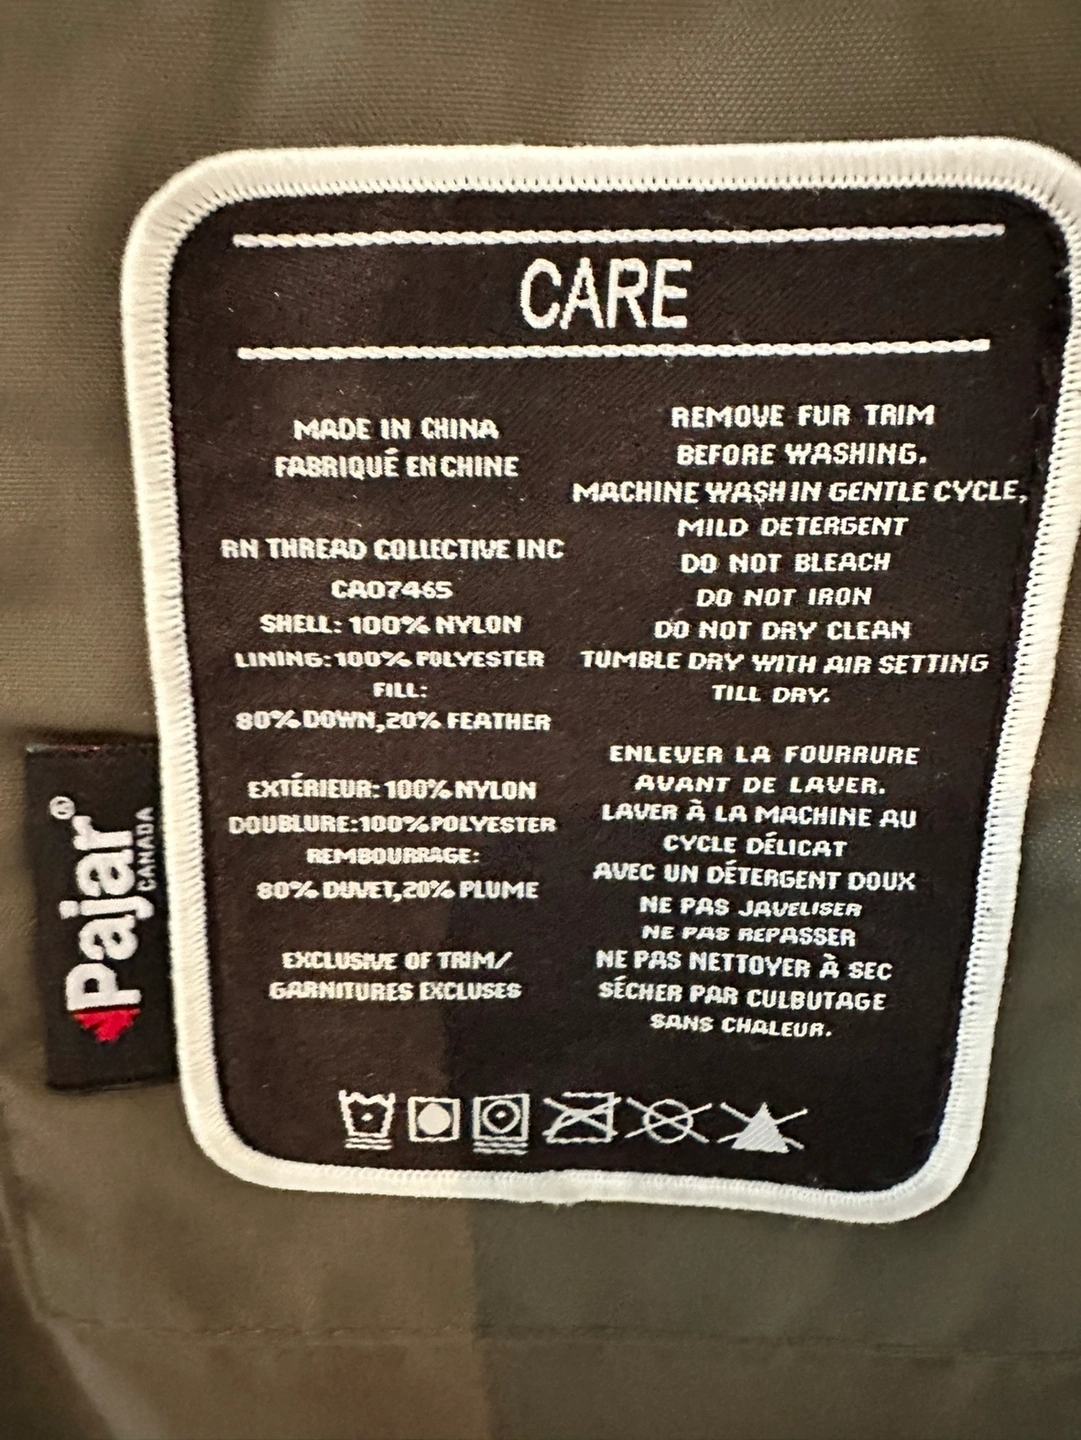 CARE
MADE IN CHINA
FABRIQUÉ EN CHINE
RN THREAD COLLECTIVE INC
CA07465
SHELL: 100% NYLON
LINING: 100% POLYESTER
FILL:
80% DOWN, 20% FEATHER
EXTÉRIEUR: 100% NYLON
DOUBLURE: 100% POLYESTER
REMBOURRAGE:
80% DUVET, 20% PLUME
EXCLUSIVE OF TRIM/
GARNITURES EXCLUSES
REMOVE FUR TRIM
BEFORE WASHING.
MACHINE WASH IN GENTLE CYCLE,
MILD DETERGENT
DO NOT BLEACH
DO NOT IRON
DO NOT DRY CLEAN
TUMBLE DRY WITH AIR SETTING
TILL DRY.
ENLEVER LA FOURRURE
AVANT DE LAVER.
LAVER À LA MACHINE AU
CYCLE DÉLICAT
AVEC UN DÉTERGENT DOUX
NE PAS JAVELISER
NE PAS REPASSER
NE PAS NETTOYER À SEC
SÉCHER PAR CULBUTAGE
SANS CHALEUR.
Pajar®
CANADA